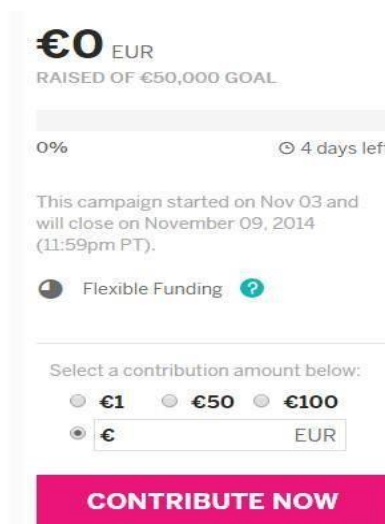 €0 EUR
RAISED OF €50,000 GOAL
0% 4 days left
This campaign started on Nov 03 and
will close on November 09, 2014
(11:59pm PT).
Flexible Funding ?
Select a contribution amount below:
€1 €50 €100
€ EUR
CONTRIBUTE NOW